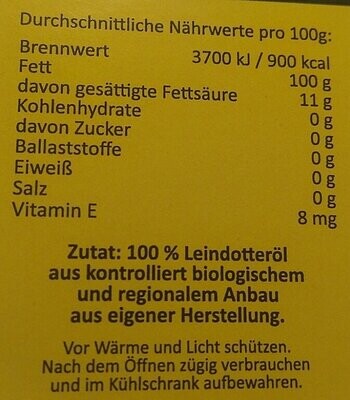 Durchschnittliche Nährwerte pro 100g:
Brennwert 3700 kJ / 900 kcal
Fett 100 g
davon gesättigte Fettsäure 11 g
Kohlenhydrate 0 g
davon Zucker 0 g
Ballaststoffe 0 g
Eiweiß 0 g
Salz 0 g
Vitamin E 8 mg
Zutat: 100 % Leindotteröl
aus kontrolliert biologischem
und regionalem Anbau
aus eigener Herstellung.
Vor Wärme und Licht schützen.
Nach dem Öffnen zügig verbrauchen
und im Kühlschrank aufbewahren.